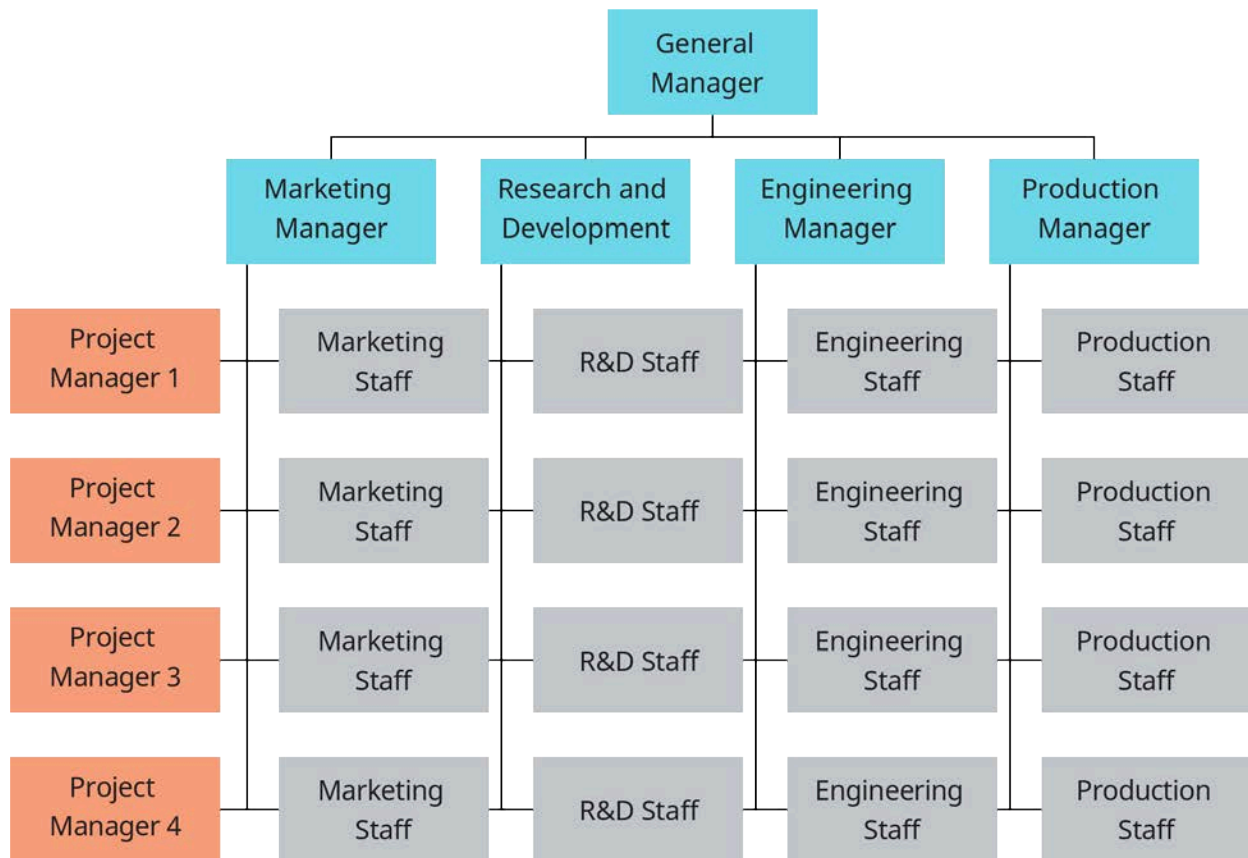 General
Manager
Marketing
Manager
Research and
Development
Engineering
Manager
Production
Manager
Project
Manager 1
Marketing
Staff
R&D Staff
Engineering
Staff
Production
Staff
Project
Manager 2
Marketing
Staff
R&D Staff
Engineering
Staff
Production
Staff
Project
Manager 3
Marketing
Staff
R&D Staff
Engineering
Staff
Production
Staff
Project
Manager 4
Marketing
Staff
R&D Staff
Engineering
Staff
Production
Staff